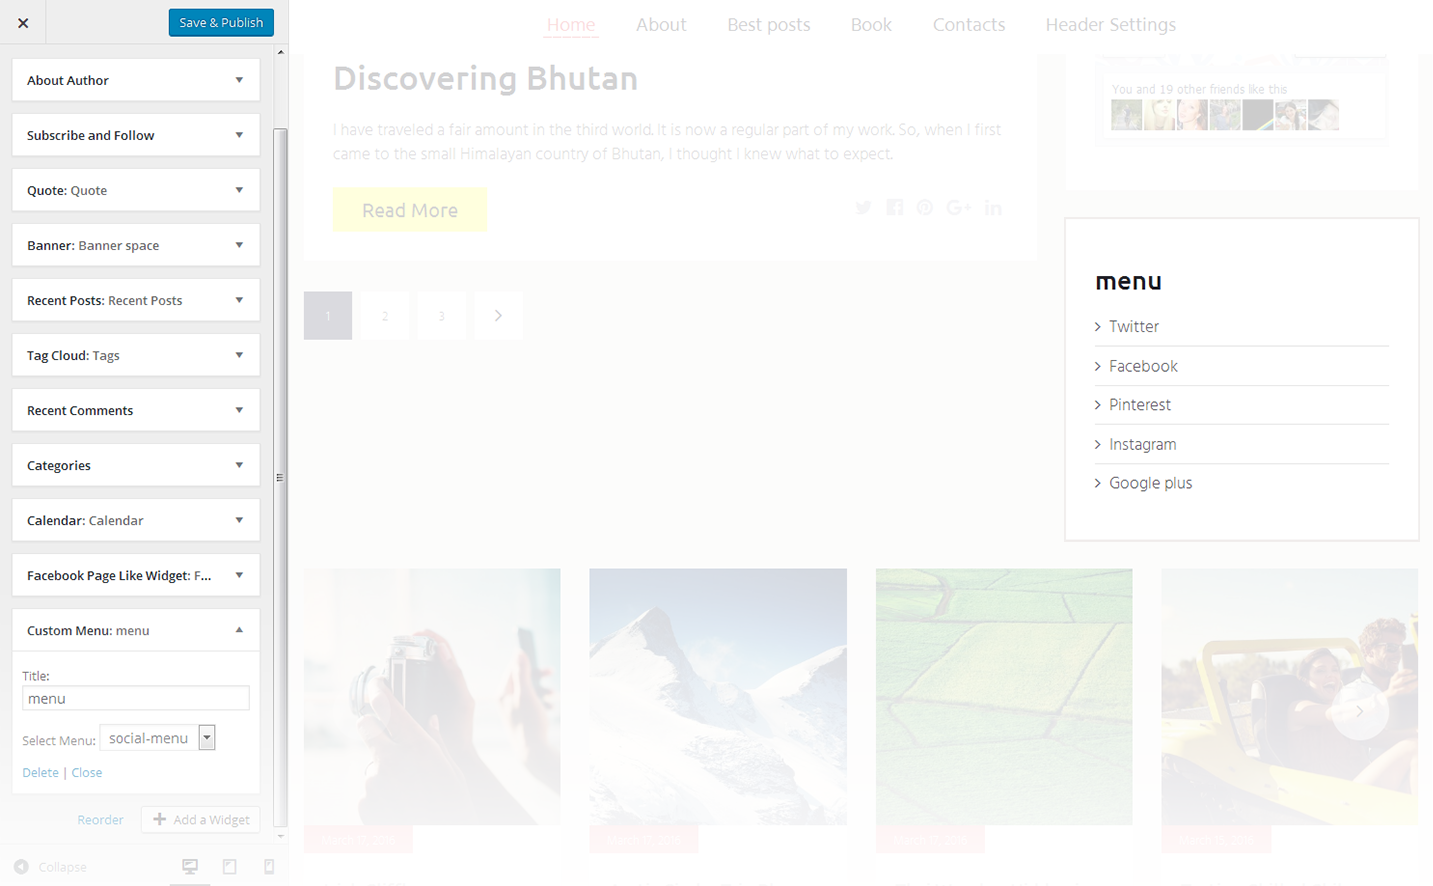 Save & Publish
About Author
Subscribe and Follow
Quote: Quote
Banner: Banner space
Recent Posts: Recent Posts
Tag Cloud: Tags
Recent Comments
Categories
Calendar: Calendar
Facebook Page Like Widget: F...
Custom Menu: menu
Title:
menu
Select Menu: social-menu
Delete | Close
Reorder
Add a Widget
Collapse
Home About Best posts Book Contacts Header Settings
Discovering Bhutan
I have traveled a fair amount in the third world. It is now a regular part of my work. So, when I first
came to the small Himalayan country of Bhutan, I thought I knew what to expect.
Read More
1 2 3
You and 19 other friends like this
menu
Twitter
Facebook
Pinterest
Instagram
Google plus